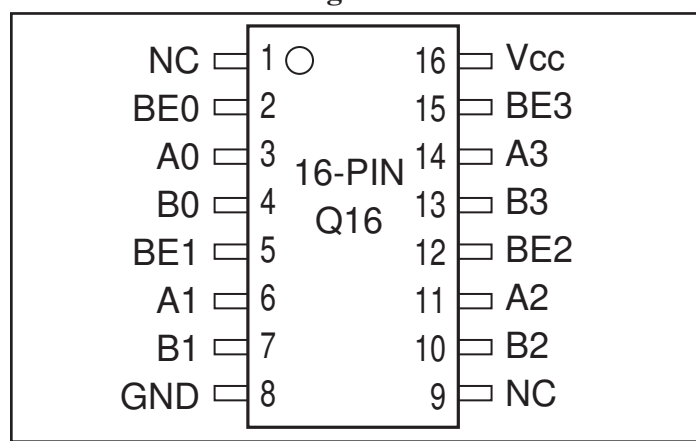 g
NC 1 16 Vcc
BE0 2 15 BE3
A0 3 14 A3
16-PIN
B0 4 13 B3
Q16
BE1 5 12 BE2
A1 6 11 A2
B1 7 10 B2
GND 8 9 NC